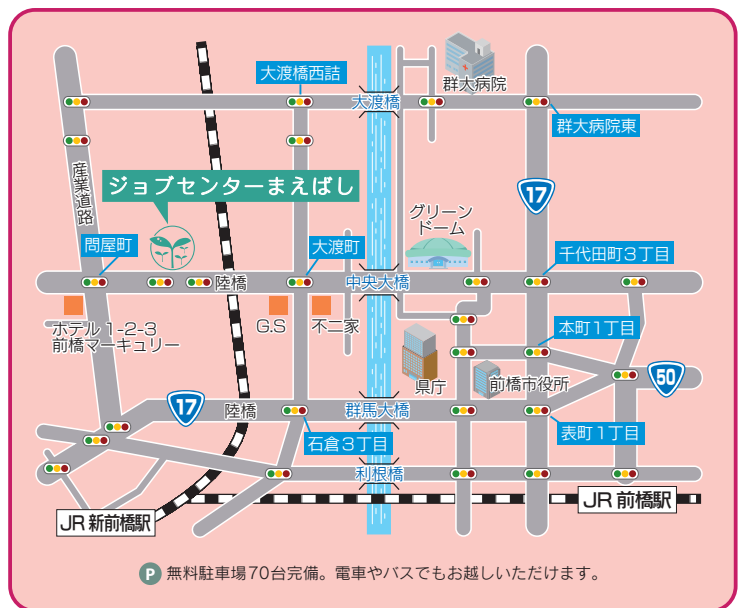 群大病院
大渡橋西詰
大渡橋
群大病院東
産業道路
ジョブセンターまえばし
17
グリーン
ドーム
問屋町
大渡町
千代田町3丁目
陸橋
中央大橋
ホテル1-2-3
前橋マーキュリー
G.S
不二家
本町1丁目
県庁
前橋市役所
50
17
陸橋
群馬大橋
石倉3丁目
表町1丁目
利根橋
JR 新前橋駅
JR 前橋駅
P 無料駐車場70台完備。電車やバスでもお越しいただけます。